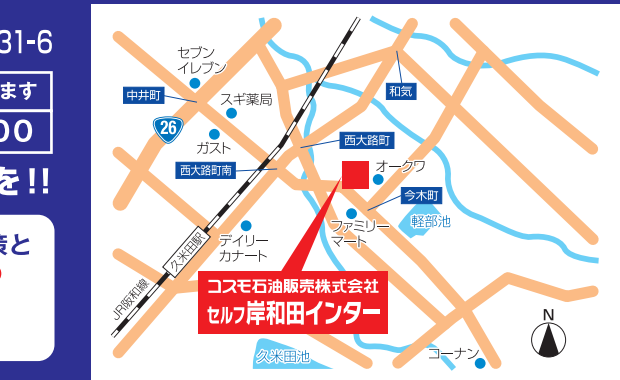 31-6
ます
00
を!!
策と
セブン
イレブン
中井町
スギ薬局
26
ガスト
和気
西大路町
西大路町南
オークワ
今木町
軽部池
ファミリー
マート
デイリー
カナート
久米田駅
JR阪和線
コスモ石油販売株式会社
セルフ岸和田インター
久米田池
コーナン
N